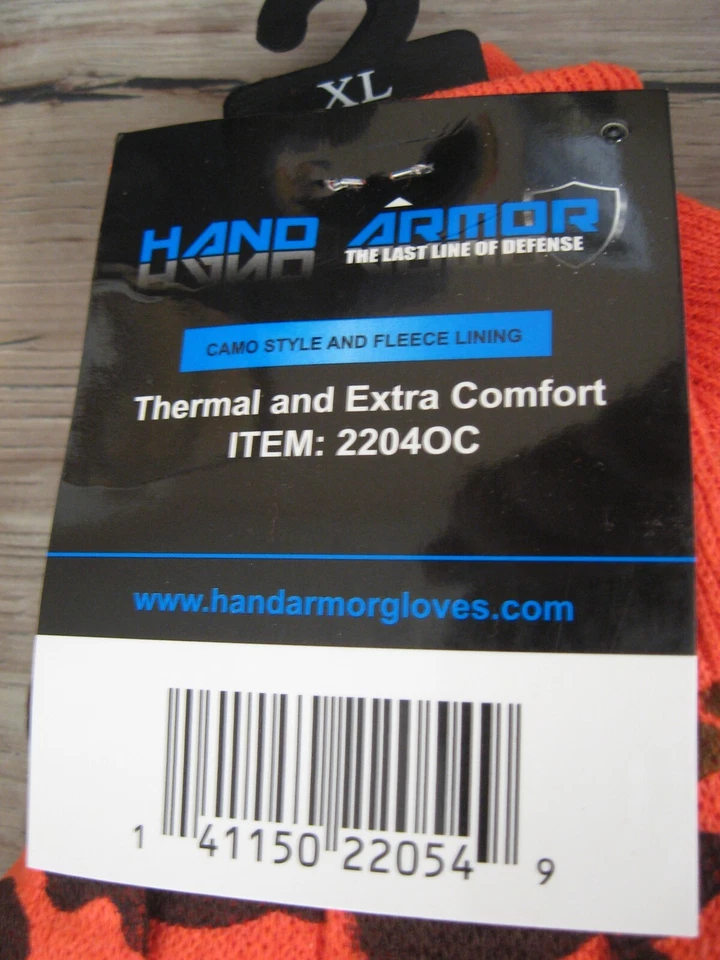 XL
HAND ARMOR
THE LAST LINE OF DEFENSE
CAMO STYLE AND FLEECE LINING
Thermal and Extra Comfort
ITEM: 2204OC
www.handarmorgloves.com
1 41150 22054 9